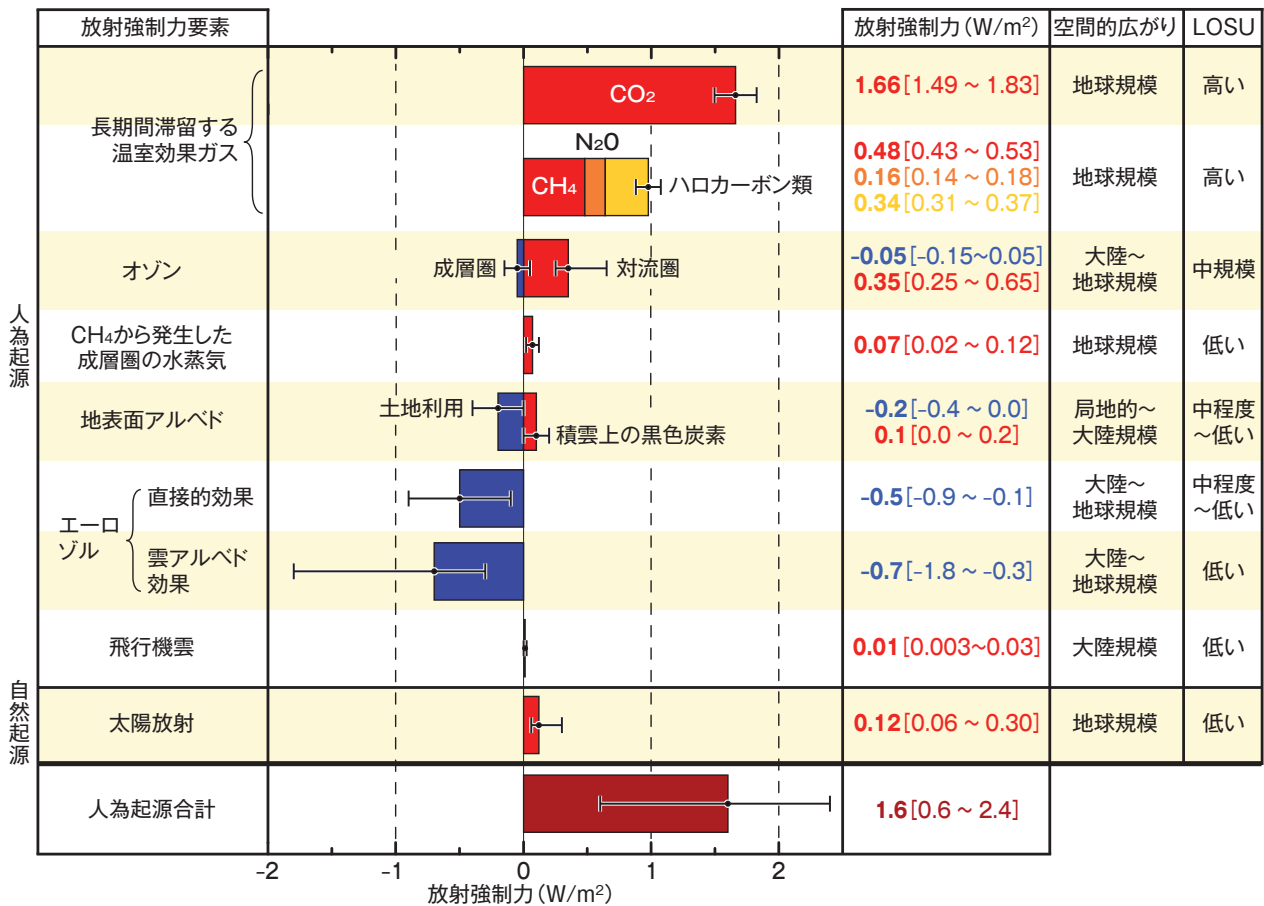 放射強制力要素
放射強制力（W/m²）
空間的広がり
LOSU
人為起源
長期間滞留する
温室効果ガス
CO₂
1.66[1.49 ~ 1.83]
地球規模
高い
N₂0
CH₄
ハロカーボン類
0.48[0.43 ~ 0.53]
0.16[0.14 ~ 0.18]
0.34[0.31 ~ 0.37]
地球規模
高い
オゾン
成層圏
対流圏
-0.05[-0.15~0.05]
0.35[0.25 ~ 0.65]
大陸～
地球規模
中規模
CH₄から発生した
成層圏の水蒸気
0.07[0.02 ~ 0.12]
地球規模
低い
地表面アルベド
土地利用
積雲上の黒色炭素
-0.2[-0.4 ~ 0.0]
0.1[0.0 ~ 0.2]
局地的～
大陸規模
中程度
～低い
エーロ
ゾル
直接的効果
-0.5[-0.9 ~ -0.1]
大陸～
地球規模
中程度
～低い
雲アルベド
効果
-0.7[-1.8 ~ -0.3]
大陸～
地球規模
低い
飛行機雲
0.01[0.003~0.03]
大陸規模
低い
自然起源
太陽放射
0.12[0.06 ~ 0.30]
地球規模
低い
人為起源合計
1.6[0.6 ~ 2.4]
-2 -1 0 1 2
放射強制力（W/m²）